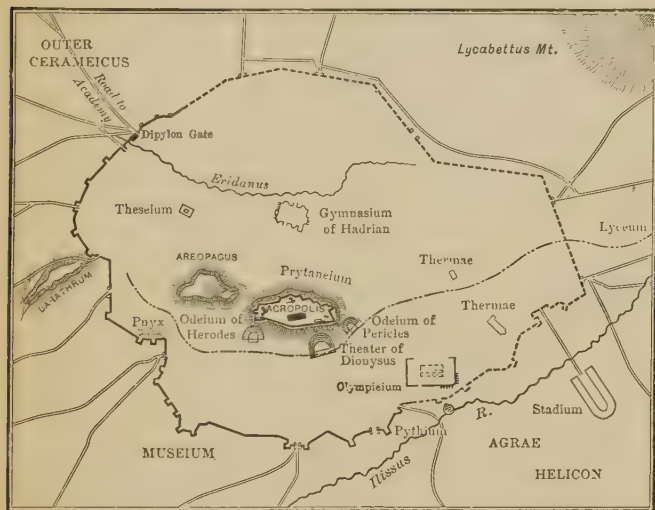 OUTER
CERAMEICUS
Road to
Academy
Lycabettus Mt.
Dipylon Gate
Eridanus
Theseium
Gymnasium
of Hadrian
Lyceum
AREOPAGUS
Prytaneium
Thermae
BARATHRUM
ACROPOLIS
Thermae
Pnyx
Odeium of
Herodes
Odeium of
Pericles
Theater of
Dionysus
Olympieium
Stadium
Pythium
R.
Ilissus
MUSEIUM
AGRAE
HELICON